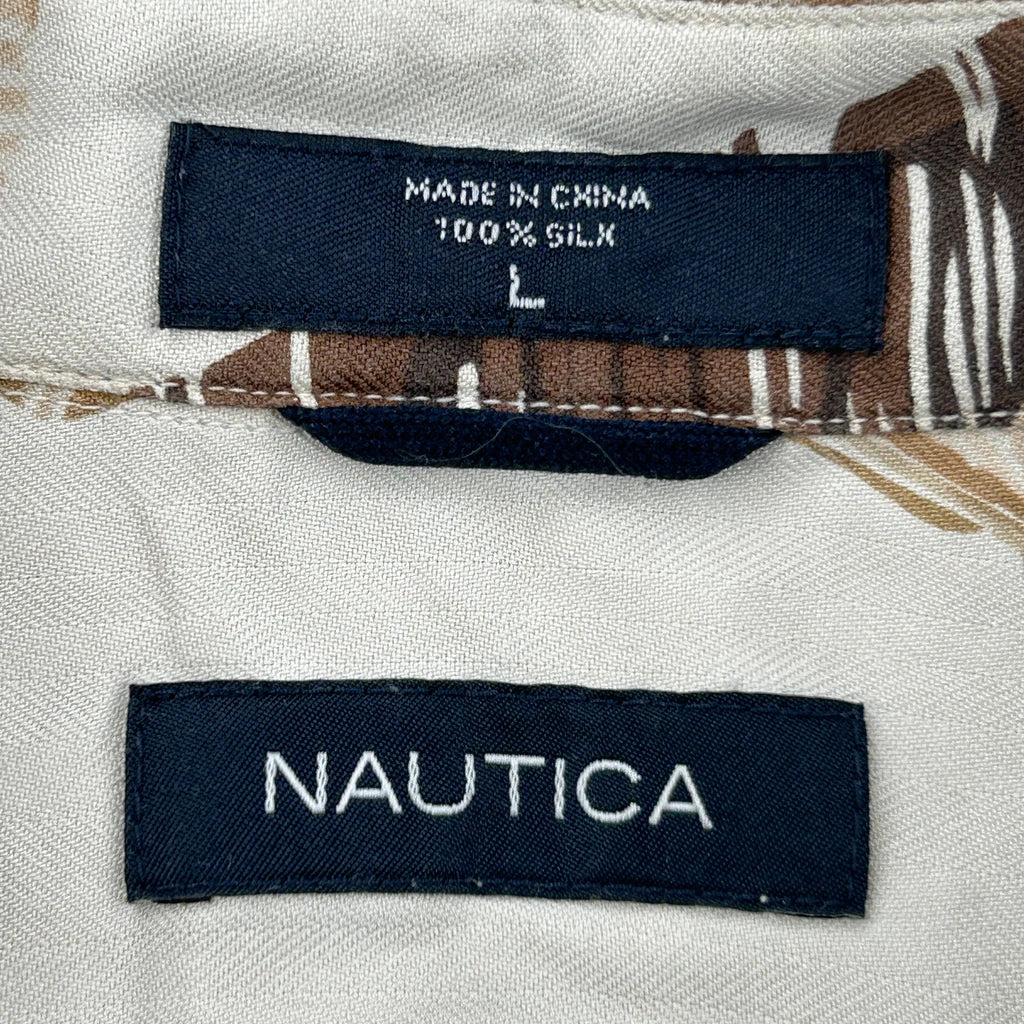 MADE IN CHINA
100% SILK
L
NAUTICA